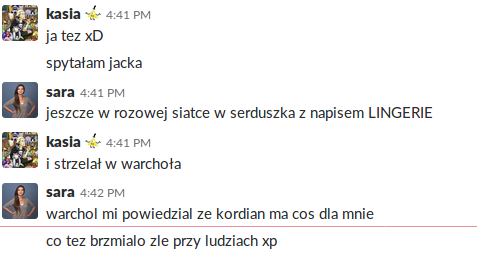 kasia 4:41 PM
ja tez xD
spytałam jacka
sara 4:41 PM
jeszcze w rozowej siatce w serduszka z napisem LINGERIE
kasia 4:41 PM
i strzelał w warchoła
sara 4:42 PM
warchol mi powiedzial ze kordian ma cos dla mnie
co tez brzmialo zle przy ludziach xp